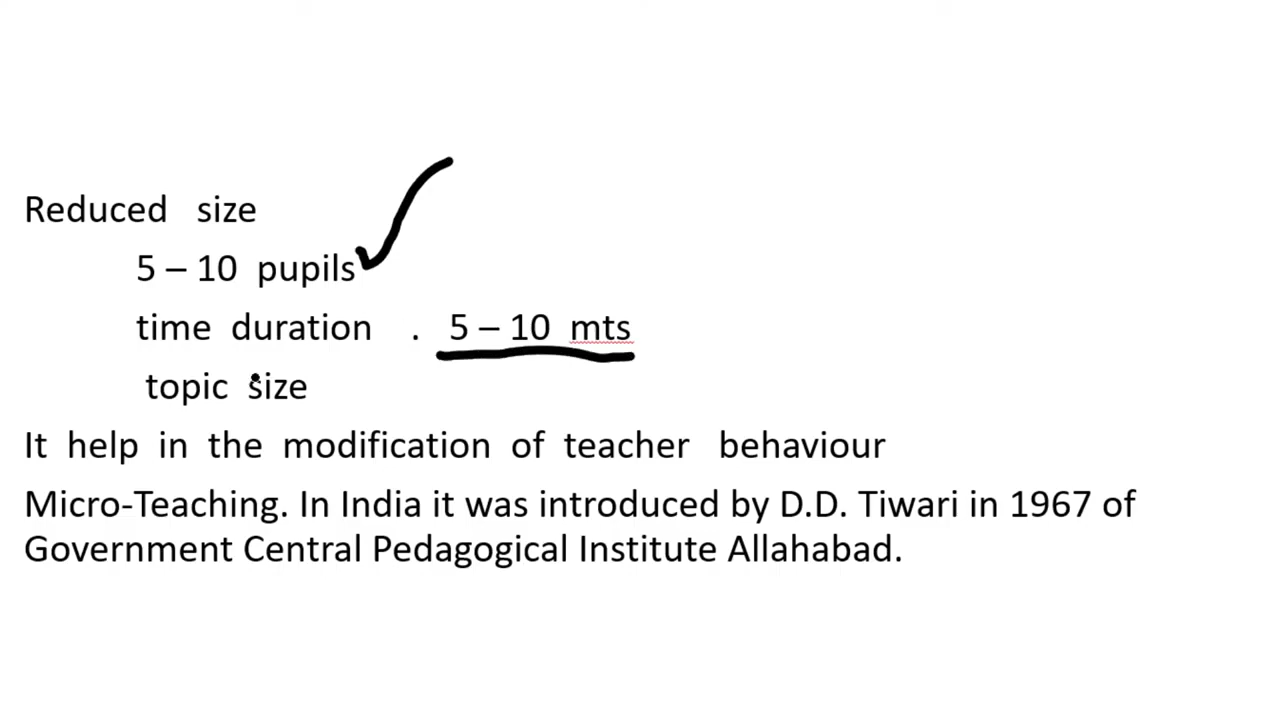 Reduced size
5 – 10 pupils
time duration . 5 – 10 mts
topic size
It help in the modification of teacher behaviour
Micro-Teaching. In India it was introduced by D.D. Tiwari in 1967 of
Government Central Pedagogical Institute Allahabad.